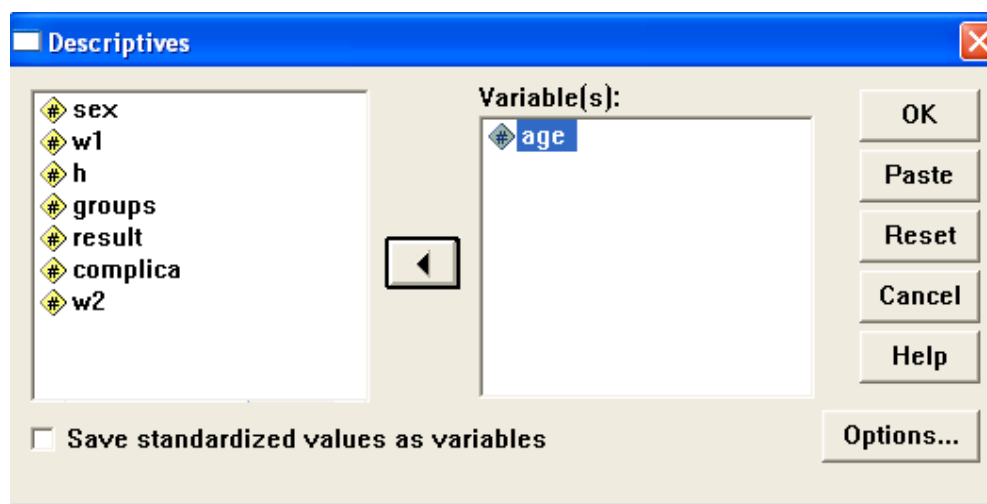 Descriptives
sex
w1
h
groups
result
complica
w2
Variable(s):
age
OK
Paste
Reset
Cancel
Help
Save standardized values as variables
Options...